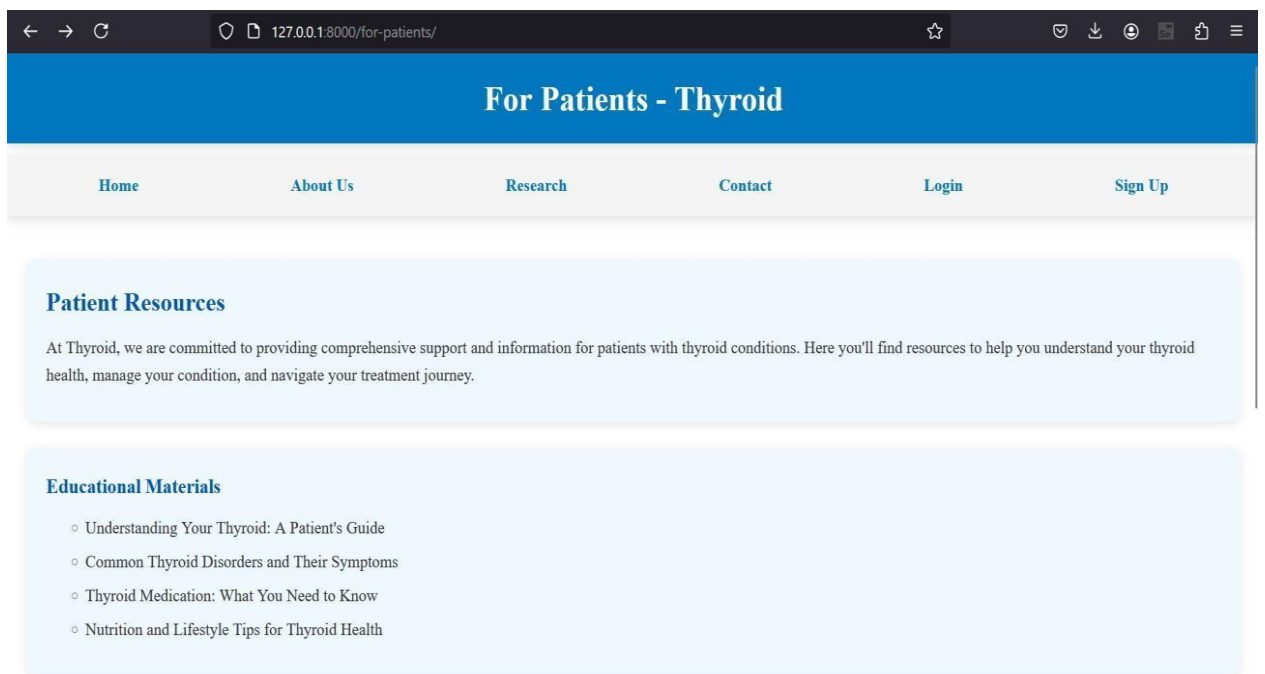 127.0.0.1:8000/for-patients/
For Patients - Thyroid
Home About Us Research Contact Login Sign Up
Patient Resources
At Thyroid, we are committed to providing comprehensive support and information for patients with thyroid conditions. Here you'll find resources to help you understand your thyroid
health, manage your condition, and navigate your treatment journey.
Educational Materials
Understanding Your Thyroid: A Patient's Guide
Common Thyroid Disorders and Their Symptoms
Thyroid Medication: What You Need to Know
Nutrition and Lifestyle Tips for Thyroid Health